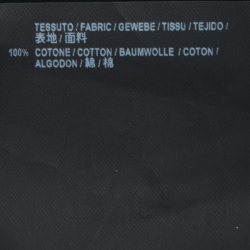 TESSUTO / FABRIC / GEWEBE / TISSU / TEJIDO /
表地 / 面料
100% COTONE / COTTON / BAUMWOLLE / COTON /
ALGODON / 綿 / 棉